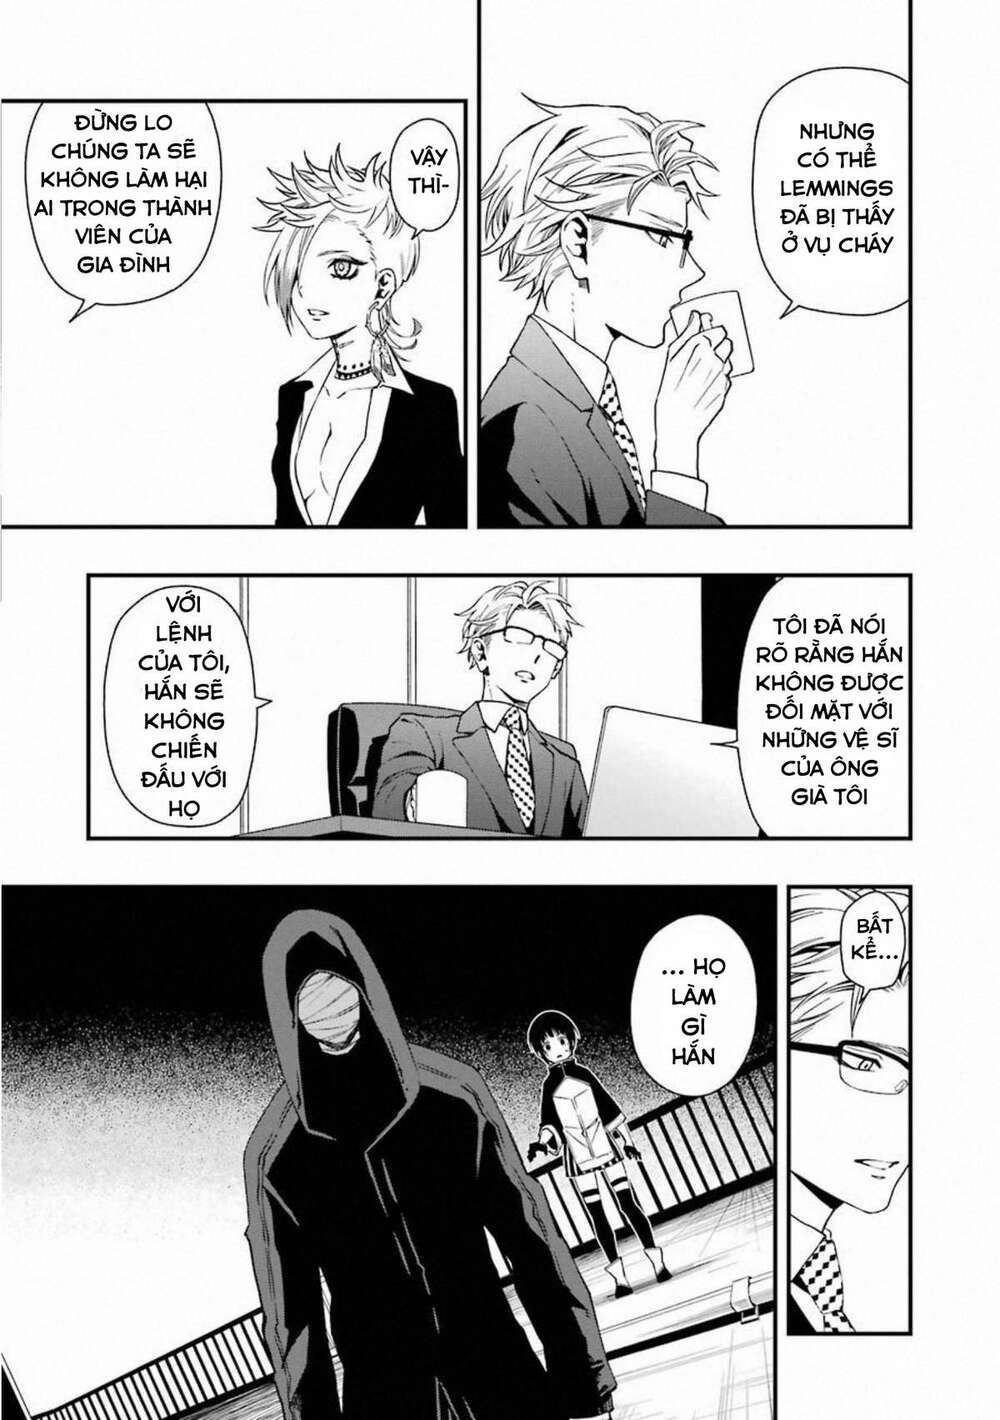 NHƯNG
CÓ THỂ
LEMMINGS
ĐÃ BỊ THẤY
Ở VỤ CHÁY
VẬY
THÌ-
ĐỪNG LO
CHÚNG TA SẼ
KHÔNG LÀM HẠI
AI TRONG THÀNH
VIÊN CỦA
GIA ĐÌNH
TÔI ĐÃ NÓI
RÕ RẰNG HẮN
KHÔNG ĐƯỢC
ĐỐI MẶT VỚI
NHỮNG VỆ SĨ
CỦA ÔNG
GIÀ TÔI
VỚI
LỆNH
CỦA TÔI,
HẮN SẼ
KHÔNG
CHIẾN
ĐẤU VỚI
HỌ
BẤT
KỂ...
... HỌ
LÀM
GÌ
HẮN